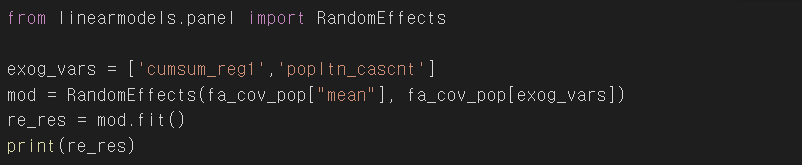 from linearmodels.panel import RandomEffects
exog_vars = ['cumsum_reg1','popltn_cascnt']
mod = RandomEffects(fa_cov_pop["mean"], fa_cov_pop[exog_vars])
re_res = mod.fit()
print(re_res)